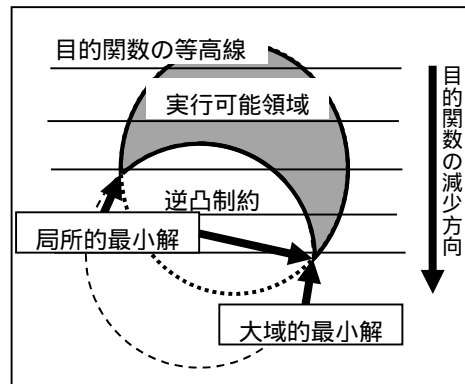 目的関数の等高線
実行可能領域
逆凸制約
局所的最小解
大域的最小解
目的関数の減少方向